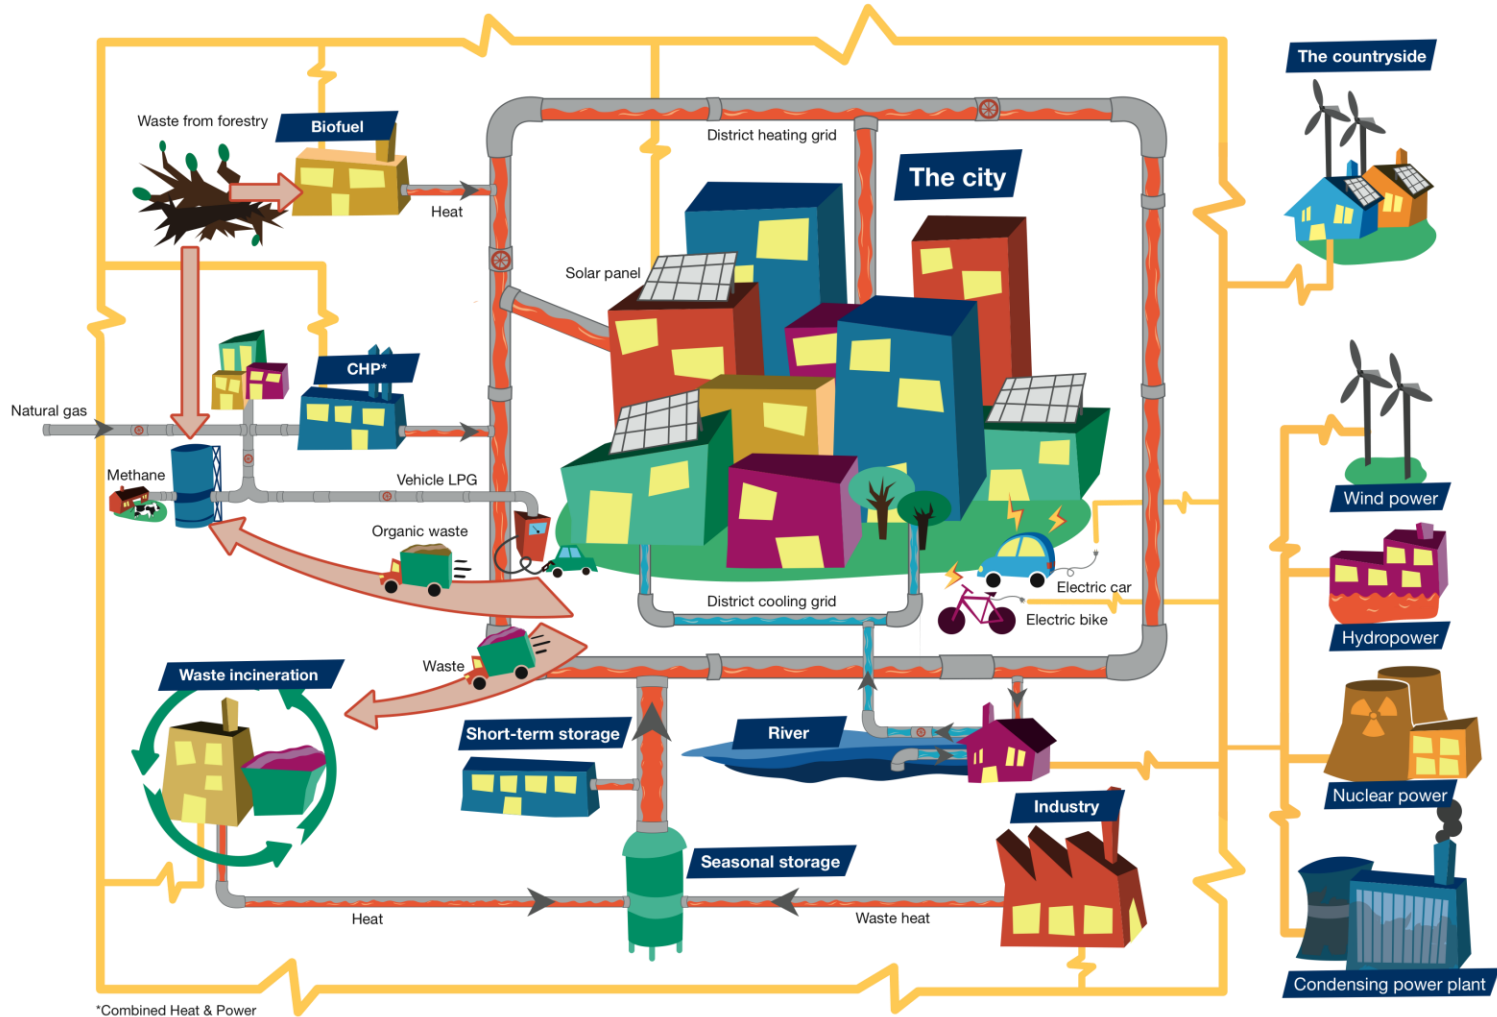 The countryside
Waste from forestry
Biofuel
District heating grid
The city
Heat
Solar panel
CHP*
Natural gas
Methane
Vehicle LPG
Wind power
Organic waste
Electric car
District cooling grid
Electric bike
Hydropower
Waste
Waste incineration
Short-term storage
River
Nuclear power
Industry
Seasonal storage
Heat
Waste heat
Condensing power plant
*Combined Heat & Power